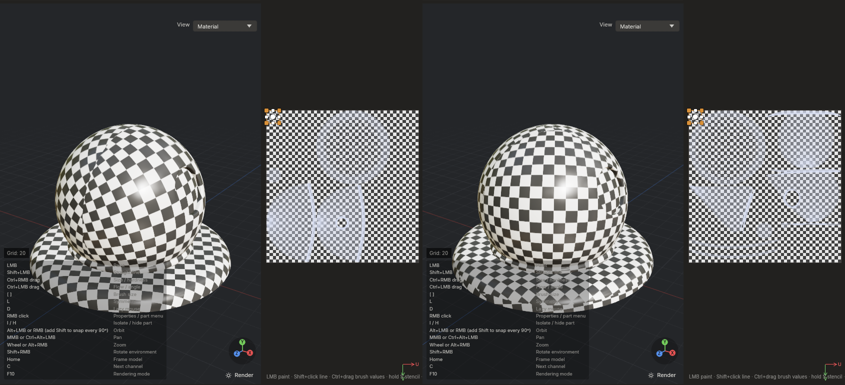 View Material
View Material
Grid: 20
LMB
Shift+LMB
Ctrl+RMB drag
Ctrl+LMB drag
[ ]
L
D
RMB click Properties / part menu
I / H Isolate / hide part
Alt+LMB or RMB (add Shift to snap every 90°) Orbit
MMB or Ctrl+Alt+LMB Pan
Wheel or Alt+RMB Zoom
Shift+RMB Rotate environment
Home Frame model
C Next channel
F10 Rendering mode
Y
X
Z
Render
LMB paint · Shift+click line · Ctrl+drag brush values · hold
U
Grid: 20
LMB
Shift+LMB
Ctrl+RMB drag
Ctrl+LMB drag
[ ]
L
D
RMB click Properties / part menu
I / H Isolate / hide part
Alt+LMB or RMB (add Shift to snap every 90°) Orbit
MMB or Ctrl+Alt+LMB Pan
Wheel or Alt+RMB Zoom
Shift+RMB Rotate environment
Home Frame model
C Next channel
F10 Rendering mode
Y
X
Z
Render
LMB paint · Shift+click line · Ctrl+drag brush values · hold
U